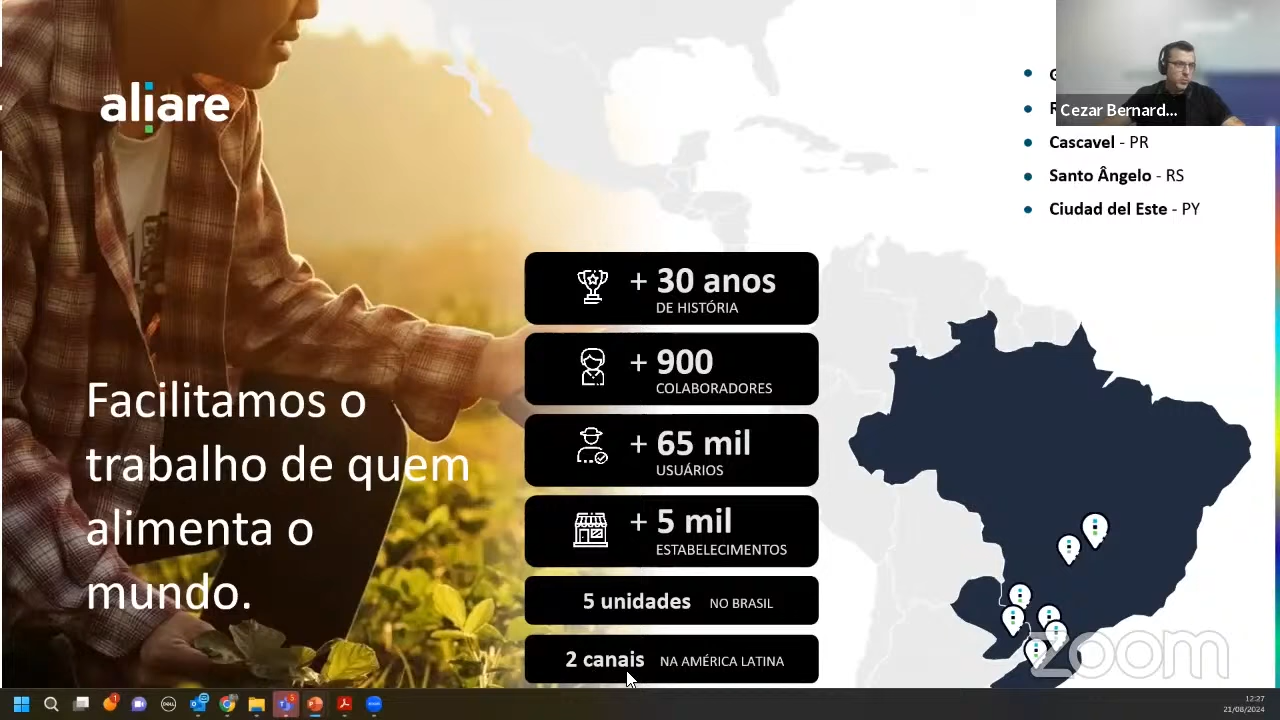 aliare
Facilitamos o
trabalho de quem
alimenta o
mundo.
+ 30 anos
DE HISTÓRIA
+ 900
COLABORADORES
+ 65 mil
USUÁRIOS
+ 5 mil
ESTABELECIMENTOS
5 unidades NO BRASIL
2 canais NA AMÉRICA LATINA
Cezar Bernard...
Cascavel - PR
Santo Ângelo - RS
Ciudad del Este - PY
zoom
12:27
21/08/2024